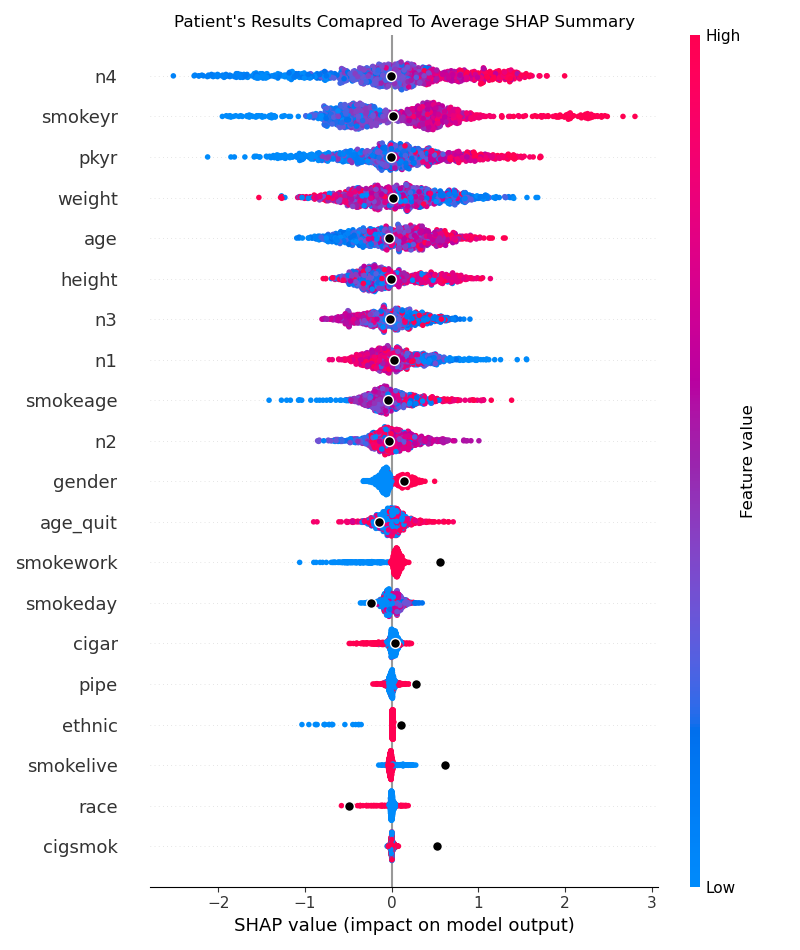 Patient's Results Comapred To Average SHAP Summary
High
n4
smokeyr
pkyr
weight
age
height
n3
n1
smokeage
n2
gender
age_quit
smokework
smokeday
cigar
pipe
ethnic
smokelive
race
cigsmok
Feature value
Low
−2
−1
0
1
2
3
SHAP value (impact on model output)